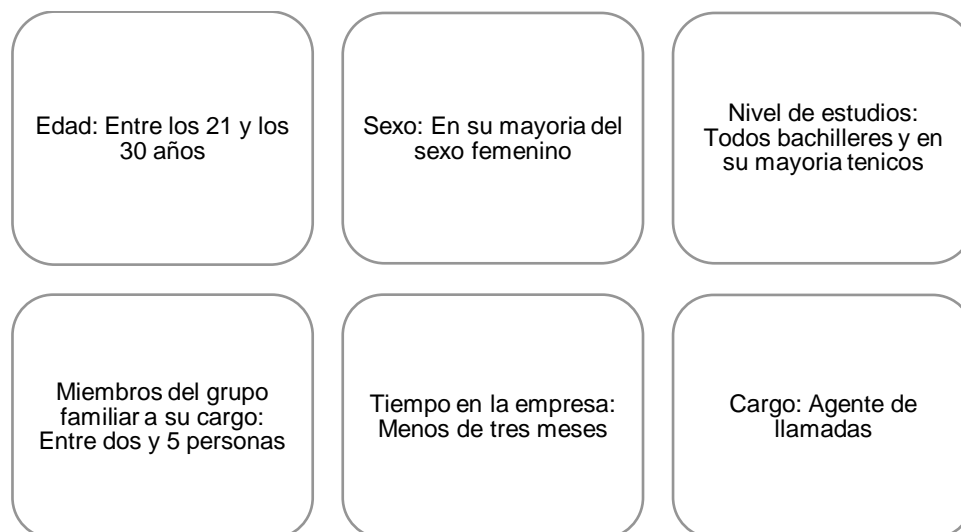 Edad: Entre los 21 y los
30 años
Sexo: En su mayoria del
sexo femenino
Nivel de estudios:
Todos bachilleres y en
su mayoria tenicos
Miembros del grupo
familiar a su cargo:
Entre dos y 5 personas
Tiempo en la empresa:
Menos de tres meses
Cargo: Agente de
llamadas